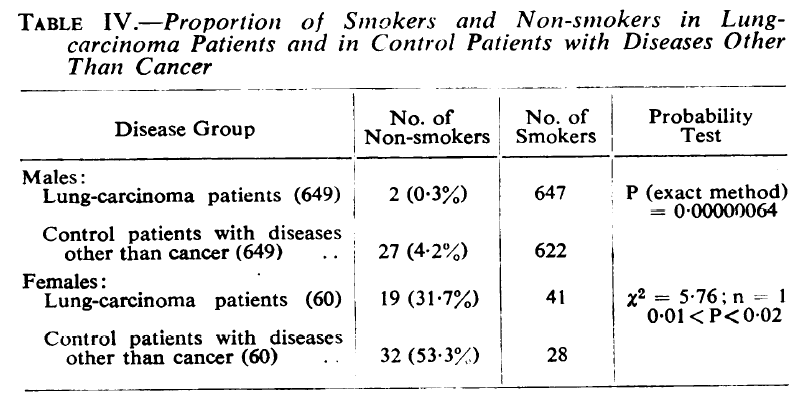 TABLE IV.—Proportion of Smokers and Non-smokers in Lung-
carcinoma Patients and in Control Patients with Diseases Other
Than Cancer
Disease Group No. of Non-smokers No. of Smokers Probability Test
Males:
Lung-carcinoma patients (649) 2 (0·3%) 647 P (exact method)
= 0·00000064
Control patients with diseases
other than cancer (649) .. 27 (4·2%) 622
Females:
Lung-carcinoma patients (60) 19 (31·7%) 41 χ² = 5·76; n = 1
0·01<P<0·02
Control patients with diseases
other than cancer (60) .. 32 (53·3%) 28